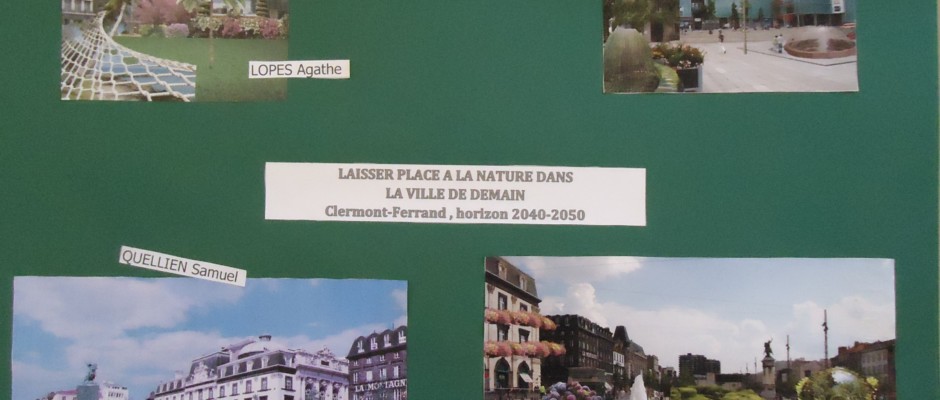 LOPES Agathe
LAISSER PLACE A LA NATURE DANS
LA VILLE DE DEMAIN
Clermont-Ferrand , horizon 2040-2050
QUELLIEN Samuel
LA MONTAGN